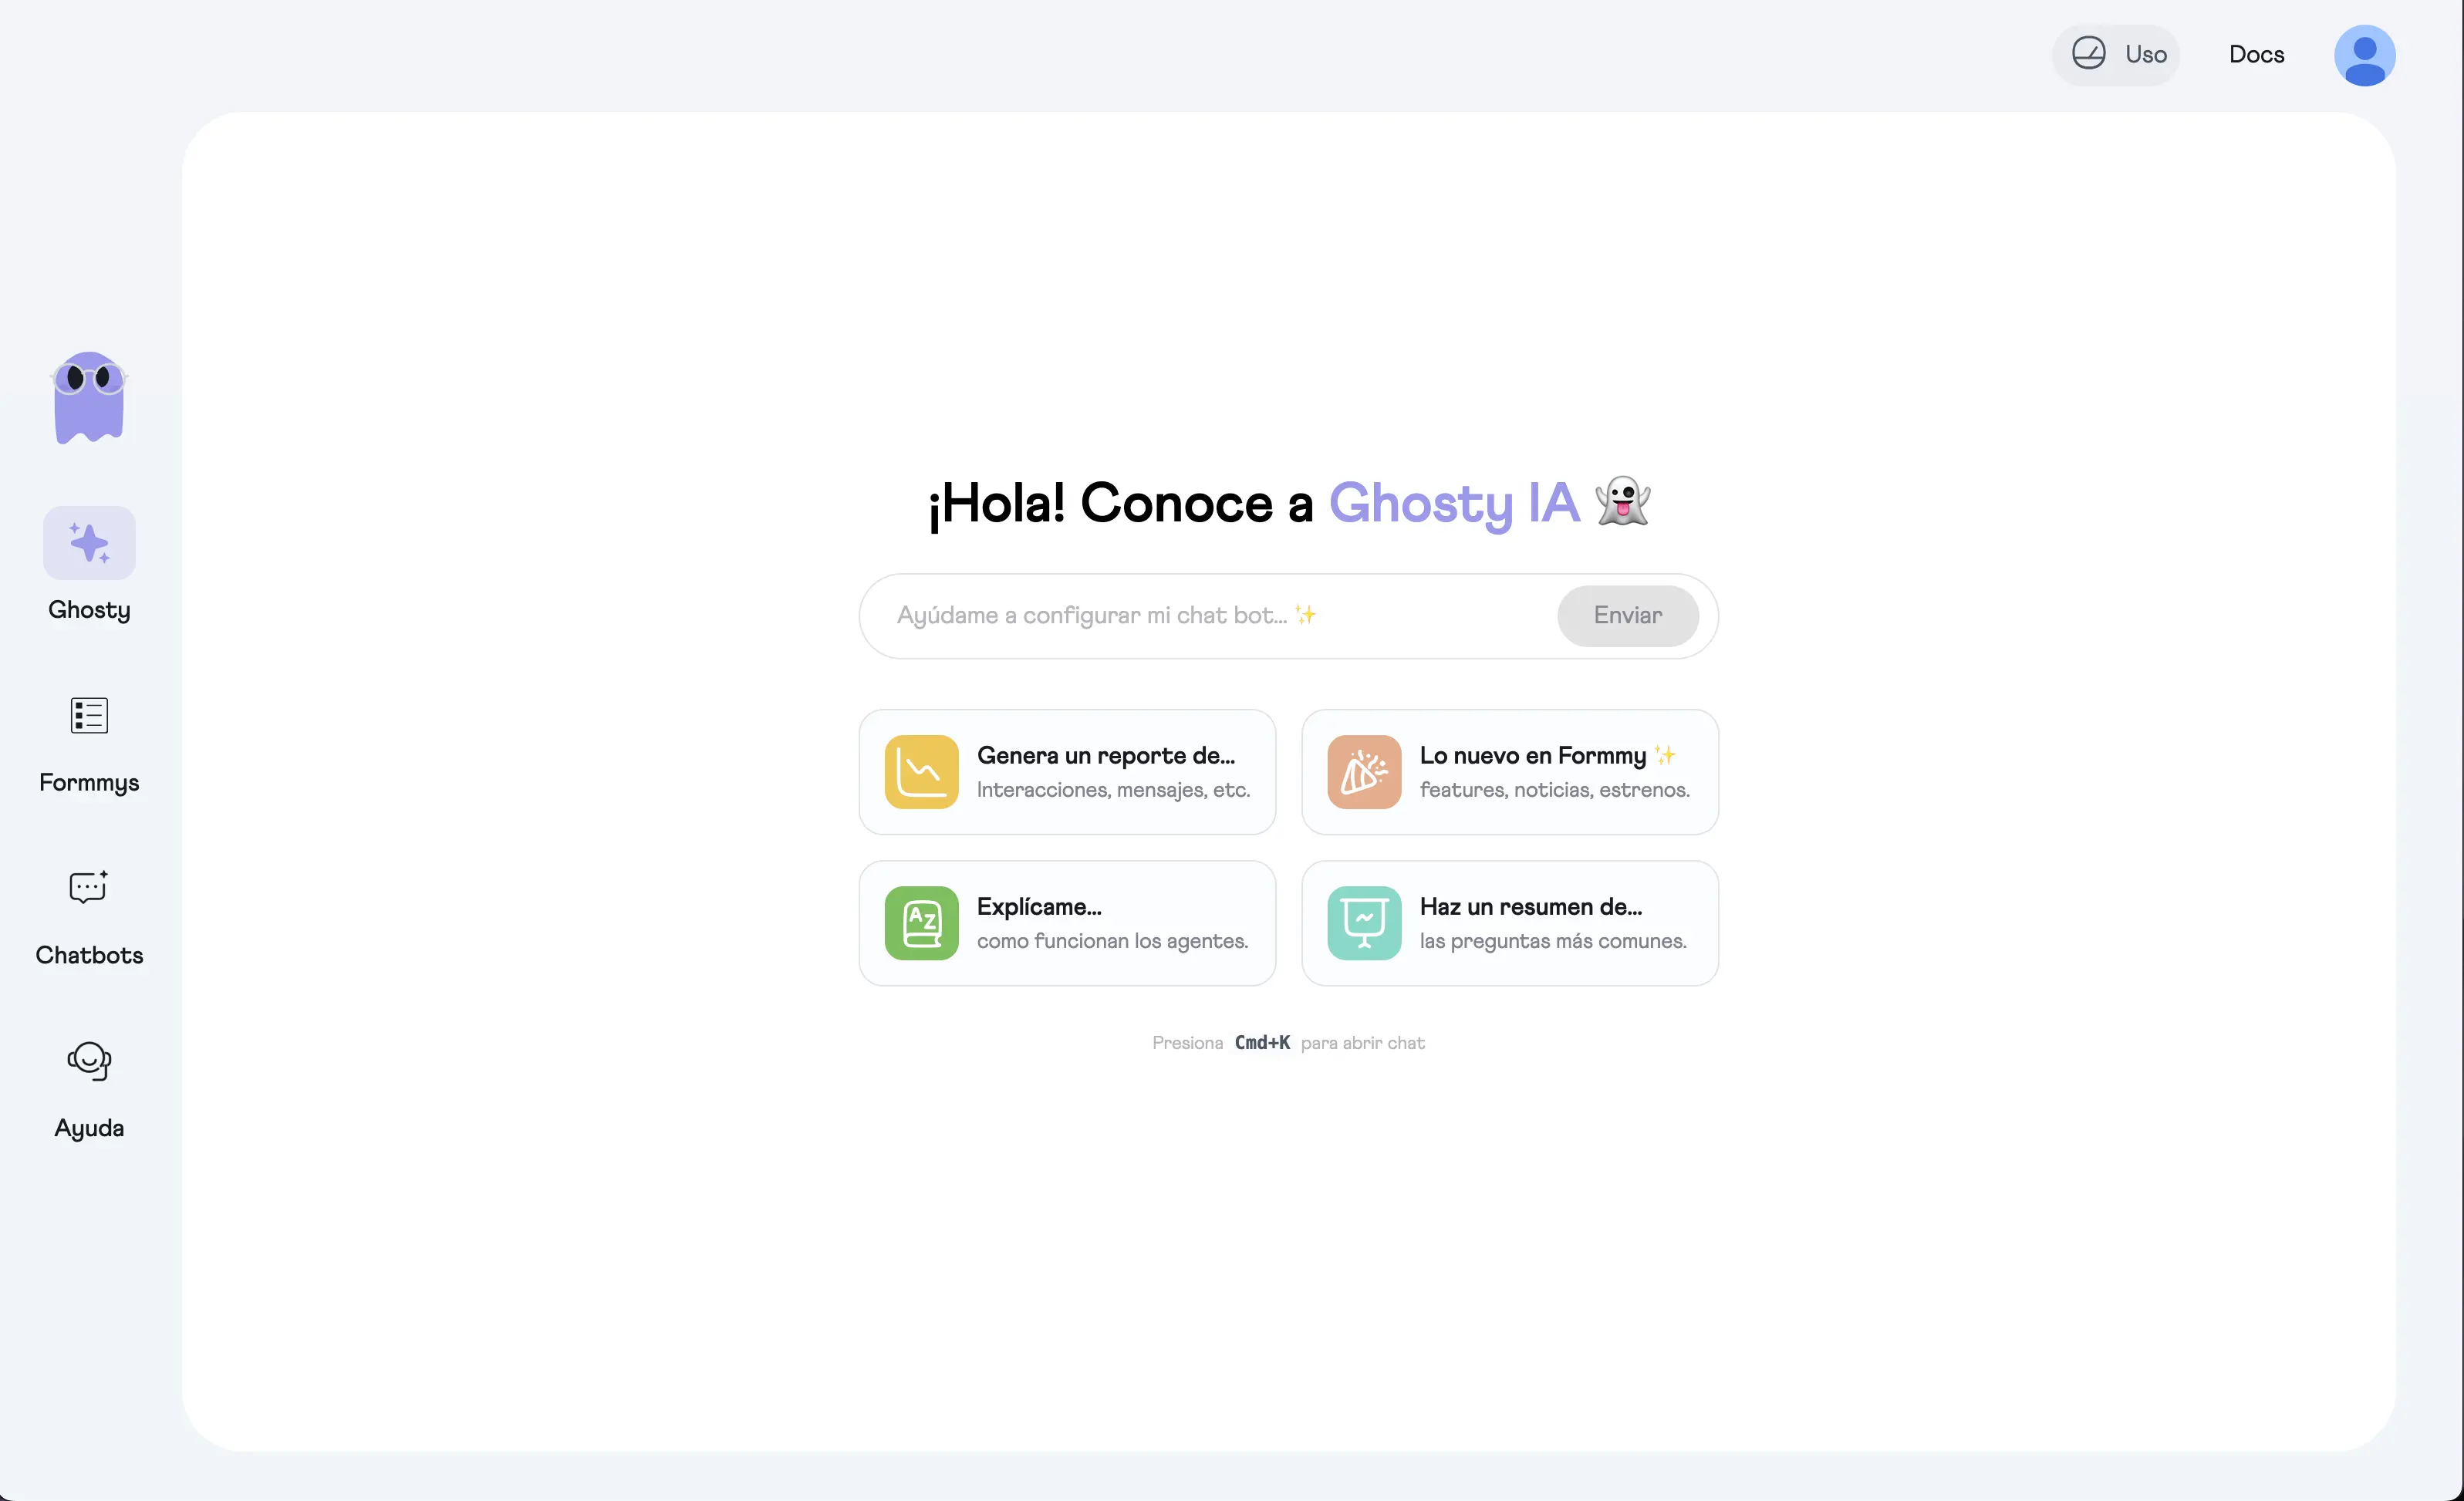 Uso
Docs
Ghosty
Formmys
Chatbots
Ayuda
¡Hola! Conoce a Ghosty IA 👻
Ayúdame a configurar mi chat bot... ✨
Enviar
Genera un reporte de...
Interacciones, mensajes, etc.
Lo nuevo en Formmy ✨
features, noticias, estrenos.
A Z
Explícame...
como funcionan los agentes.
Haz un resumen de...
las preguntas más comunes.
Presiona Cmd+K para abrir chat